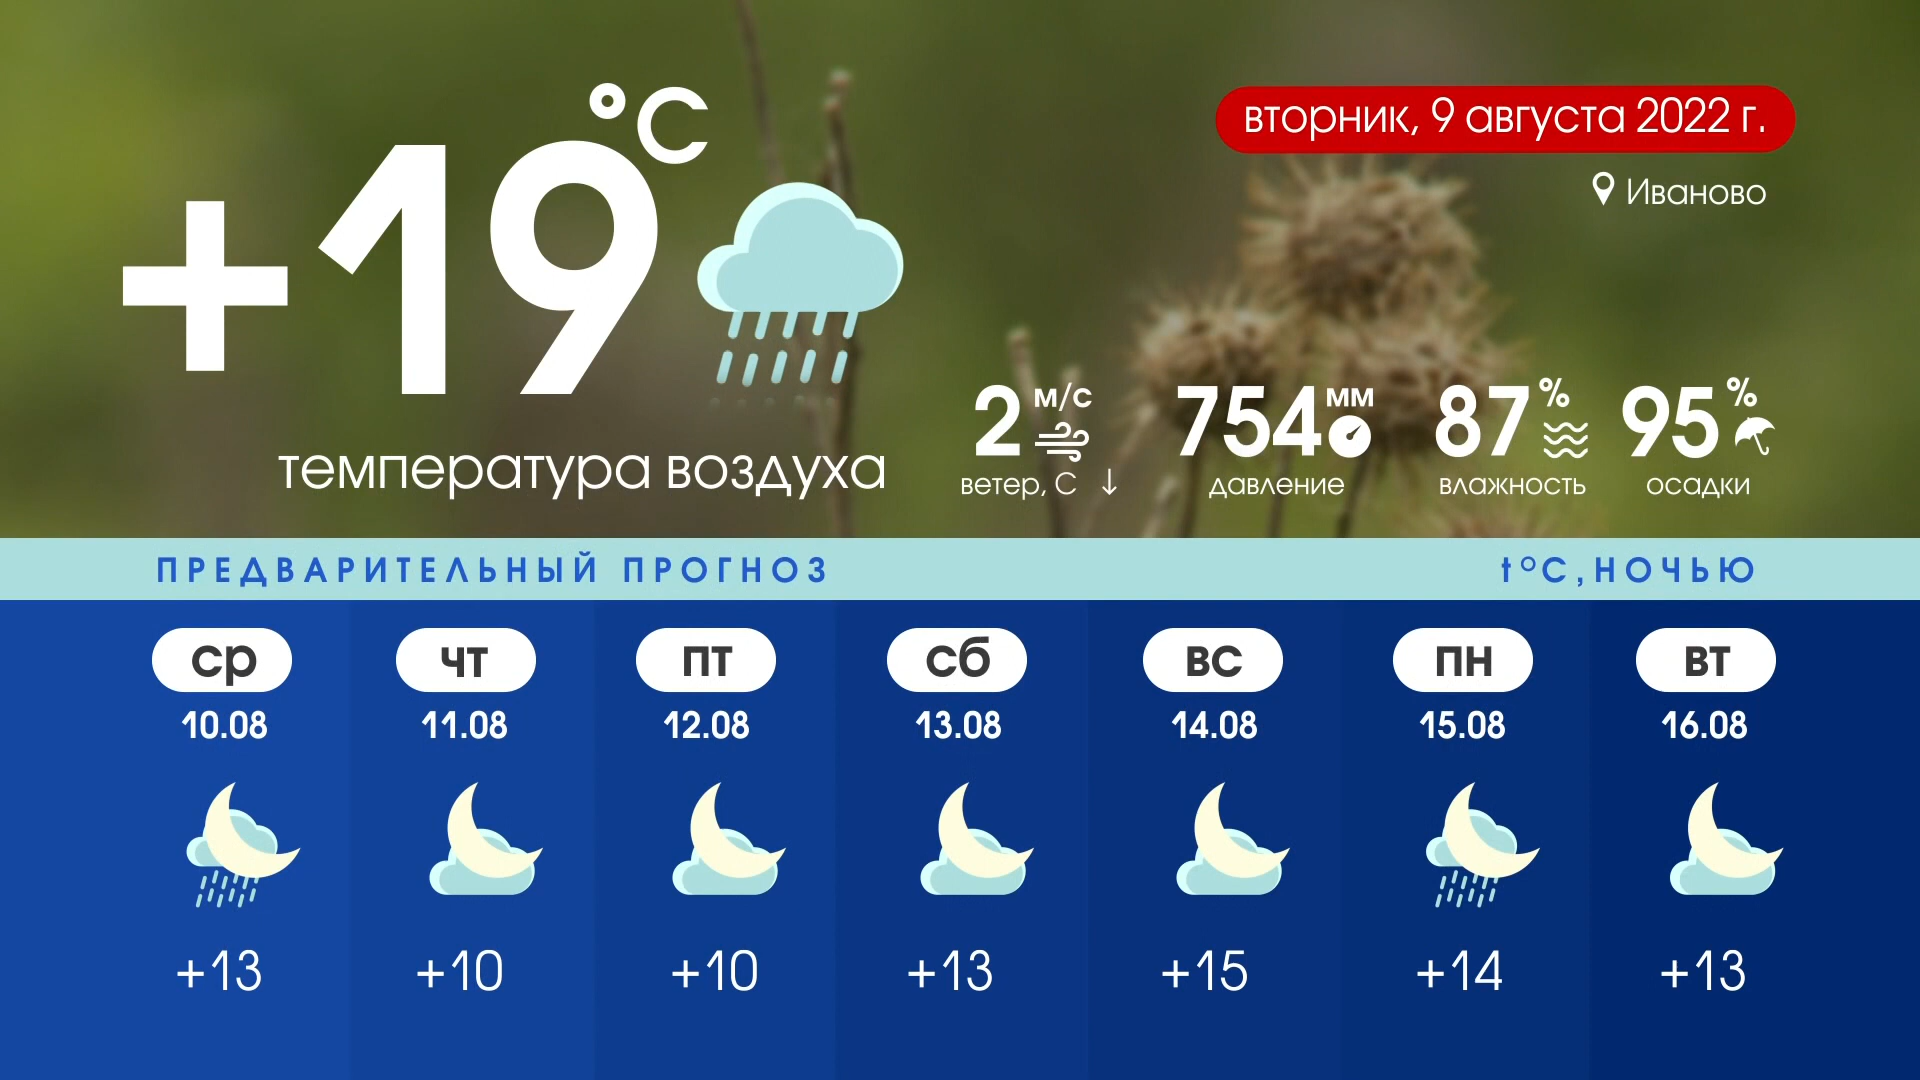 +19 °C
температура воздуха
вторник, 9 августа 2022 г.
Иваново
2 м/с
ветер, С ↓
754 мм
давление
87 %
влажность
95 %
осадки
ПРЕДВАРИТЕЛЬНЫЙ ПРОГНОЗ
t°C, НОЧЬЮ
ср чт пт сб вс пн вт
10.08 11.08 12.08 13.08 14.08 15.08 16.08
+13 +10 +10 +13 +15 +14 +13